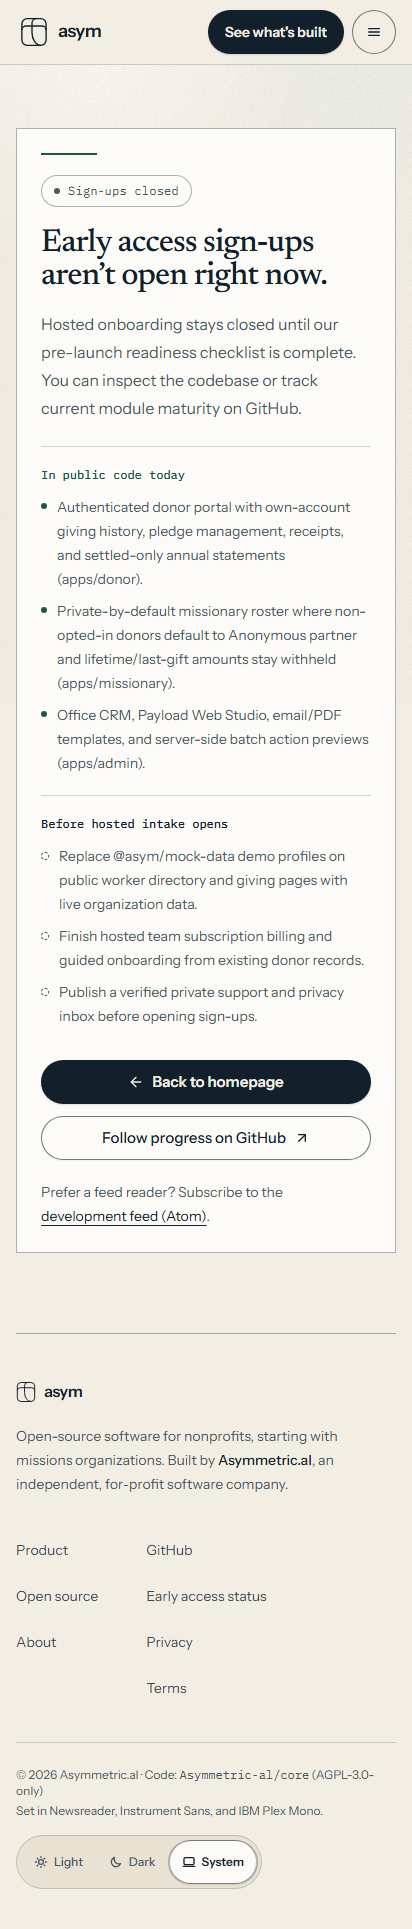 asym
See what's built
Sign-ups closed
Early access sign-ups
aren't open right now.
Hosted onboarding stays closed until our
pre-launch readiness checklist is complete.
You can inspect the codebase or track
current module maturity on GitHub.
In public code today
Authenticated donor portal with own-account
giving history, pledge management, receipts,
and settled-only annual statements
(apps/donor).
Private-by-default missionary roster where non-
opted-in donors default to Anonymous partner
and lifetime/last-gift amounts stay withheld
(apps/missionary).
Office CRM, Payload Web Studio, email/PDF
templates, and server-side batch action previews
(apps/admin).
Before hosted intake opens
Replace @asym/mock-data demo profiles on
public worker directory and giving pages with
live organization data.
Finish hosted team subscription billing and
guided onboarding from existing donor records.
Publish a verified private support and privacy
inbox before opening sign-ups.
← Back to homepage
Follow progress on GitHub ↗
Prefer a feed reader? Subscribe to the
development feed (Atom).
asym
Open-source software for nonprofits, starting with
missions organizations. Built by Asymmetric.al, an
independent, for-profit software company.
Product
Open source
About
GitHub
Early access status
Privacy
Terms
© 2026 Asymmetric.al · Code: Asymmetric-al/core (AGPL-3.0-
only)
Set in Newsreader, Instrument Sans, and IBM Plex Mono.
Light
Dark
System